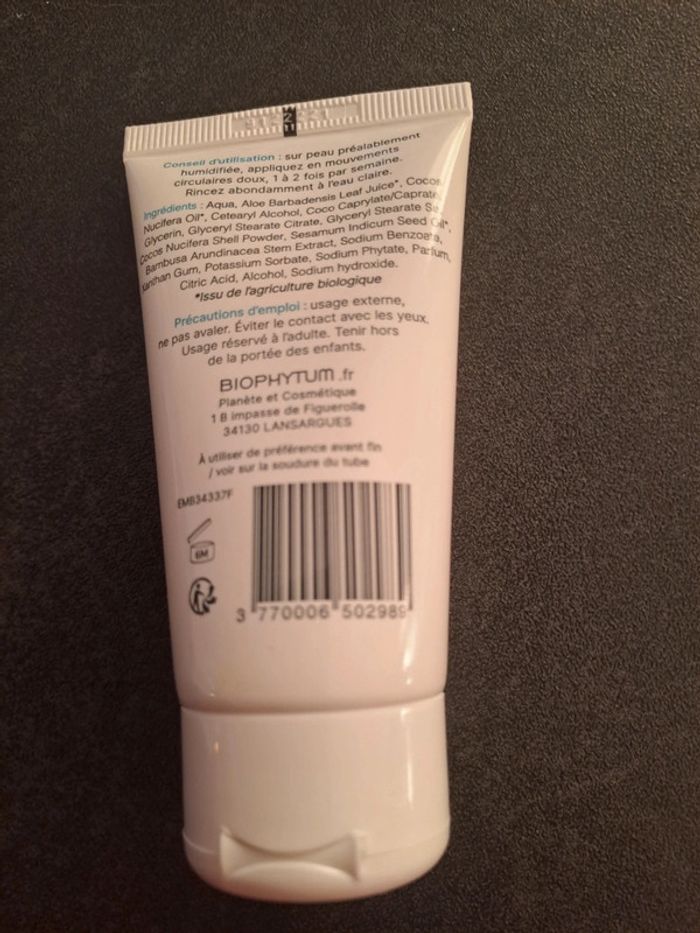 Conseil d'utilisation : sur peau préalablement
humidifiée, appliquez en mouvements
circulaires doux, 1 à 2 fois par semaine.
Rincez abondamment à l'eau claire.
Ingrédients : Aqua, Aloe Barbadensis Leaf Juice*, Cocos
Nucifera Oil*, Cetearyl Alcohol, Coco Caprylate/Caprate,
Glycerin, Glyceryl Stearate Citrate, Glyceryl Stearate Se,
Cocos Nucifera Shell Powder, Sesamum Indicum Seed Oil*,
Bambusa Arundinacea Stem Extract, Sodium Benzoate,
Xanthan Gum, Potassium Sorbate, Sodium Phytate, Parfum,
Citric Acid, Alcohol, Sodium hydroxide.
*Issu de l'agriculture biologique
Précautions d'emploi : usage externe,
ne pas avaler. Éviter le contact avec les yeux.
Usage réservé à l'adulte. Tenir hors
de la portée des enfants.
BIOPHYTUM.fr
Planète et Cosmétique
1 B impasse de Figuerolle
34130 LANSARGUES
À utiliser de préférence avant fin
/ voir sur la soudure du tube
EMB34337F
6M
3 770006 502989